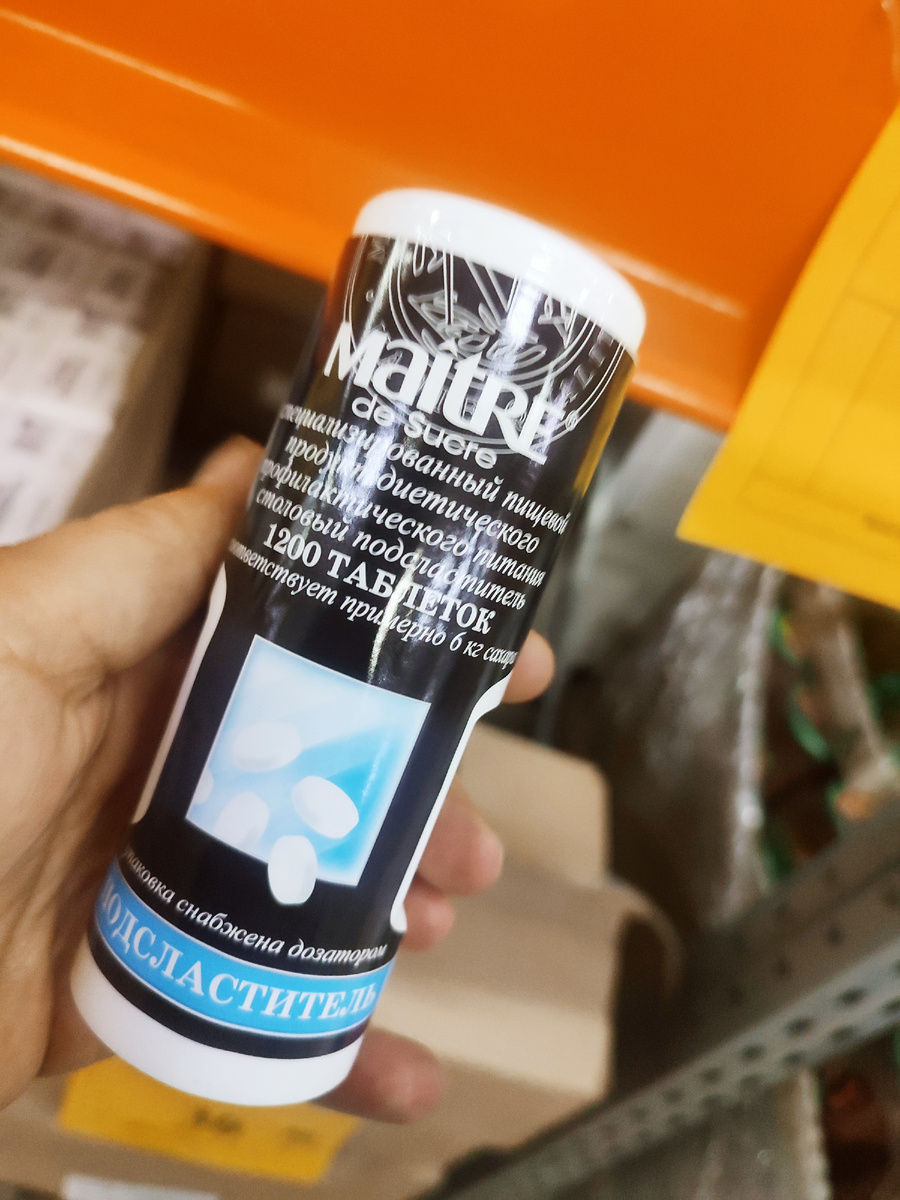 MaitRE®
de sucre
специализированный пищевой
продукт диетического
профилактического питания
столовый подсластитель
1200 ТАБЛЕТОК
соответствует примерно 6 кг сахара
упаковка снабжена дозатором
ПОДСЛАСТИТЕЛЬ